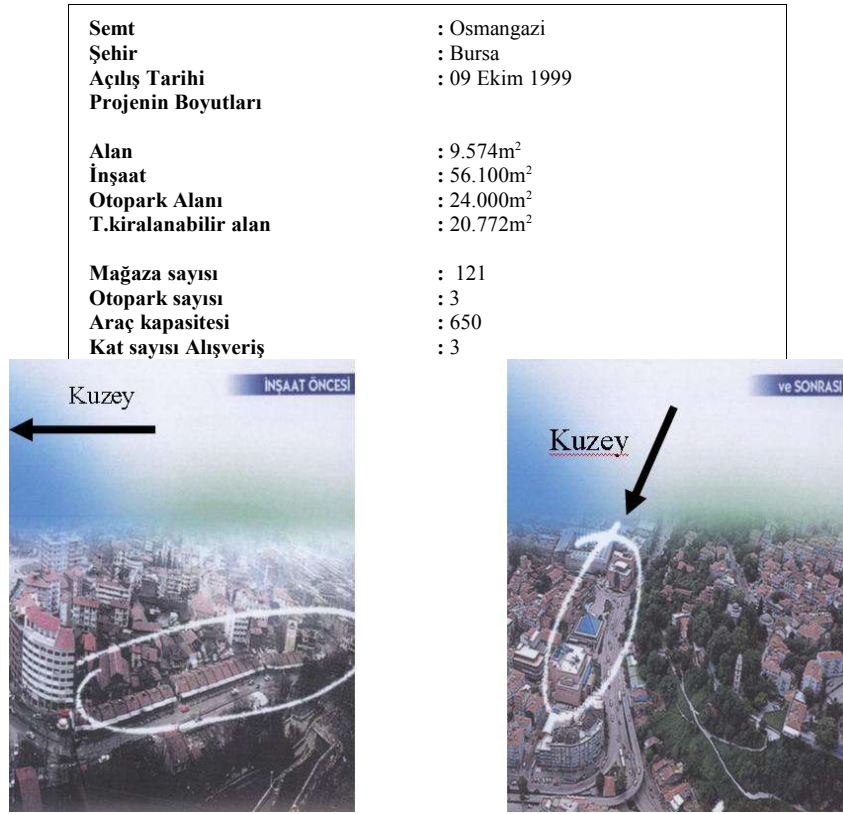 Semt : Osmangazi
Şehir : Bursa
Açılış Tarihi : 09 Ekim 1999
Projenin Boyutları
Alan : 9.574m²
İnşaat : 56.100m²
Otopark Alanı : 24.000m²
T.kiralanabilir alan : 20.772m²
Mağaza sayısı : 121
Otopark sayısı : 3
Araç kapasitesi : 650
Kat sayısı Alışveriş : 3
İNŞAAT ÖNCESİ
Kuzey
ve SONRASI
Kuzey